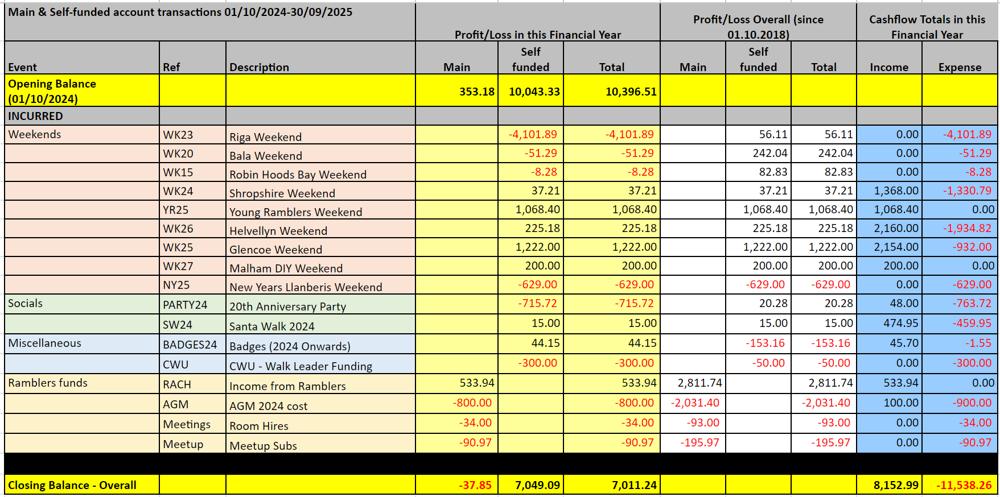 Main & Self-funded account transactions 01/10/2024-30/09/2025
Profit/Loss in this Financial Year
Profit/Loss Overall (since
01.10.2018)
Cashflow Totals in this
Financial Year
Event Ref Description Main Self
funded Total Main Self
funded Total Income Expense
Opening Balance
(01/10/2024) 353.18 10,043.33 10,396.51
INCURRED
Weekends WK23 Riga Weekend -4,101.89 -4,101.89 56.11 56.11 0.00 -4,101.89
WK20 Bala Weekend -51.29 -51.29 242.04 242.04 0.00 -51.29
WK15 Robin Hoods Bay Weekend -8.28 -8.28 82.83 82.83 0.00 -8.28
WK24 Shropshire Weekend 37.21 37.21 37.21 37.21 1,368.00 -1,330.79
YR25 Young Ramblers Weekend 1,068.40 1,068.40 1,068.40 1,068.40 1,068.40 0.00
WK26 Helvellyn Weekend 225.18 225.18 225.18 225.18 2,160.00 -1,934.82
WK25 Glencoe Weekend 1,222.00 1,222.00 1,222.00 1,222.00 2,154.00 -932.00
WK27 Malham DIY Weekend 200.00 200.00 200.00 200.00 200.00 0.00
NY25 New Years Llanberis Weekend -629.00 -629.00 -629.00 -629.00 0.00 -629.00
Socials PARTY24 20th Anniversary Party -715.72 -715.72 20.28 20.28 48.00 -763.72
SW24 Santa Walk 2024 15.00 15.00 15.00 15.00 474.95 -459.95
Miscellaneous BADGES24 Badges (2024 Onwards) 44.15 44.15 -153.16 -153.16 45.70 -1.55
CWU CWU - Walk Leader Funding -300.00 -300.00 -50.00 -50.00 0.00 -300.00
Ramblers funds RACH Income from Ramblers 533.94 533.94 2,811.74 2,811.74 533.94 0.00
AGM AGM 2024 cost -800.00 -800.00 -2,031.40 -2,031.40 100.00 -900.00
Meetings Room Hires -34.00 -34.00 -93.00 -93.00 0.00 -34.00
Meetup Meetup Subs -90.97 -90.97 -195.97 -195.97 0.00 -90.97
Closing Balance - Overall -37.85 7,049.09 7,011.24 8,152.99 -11,538.26